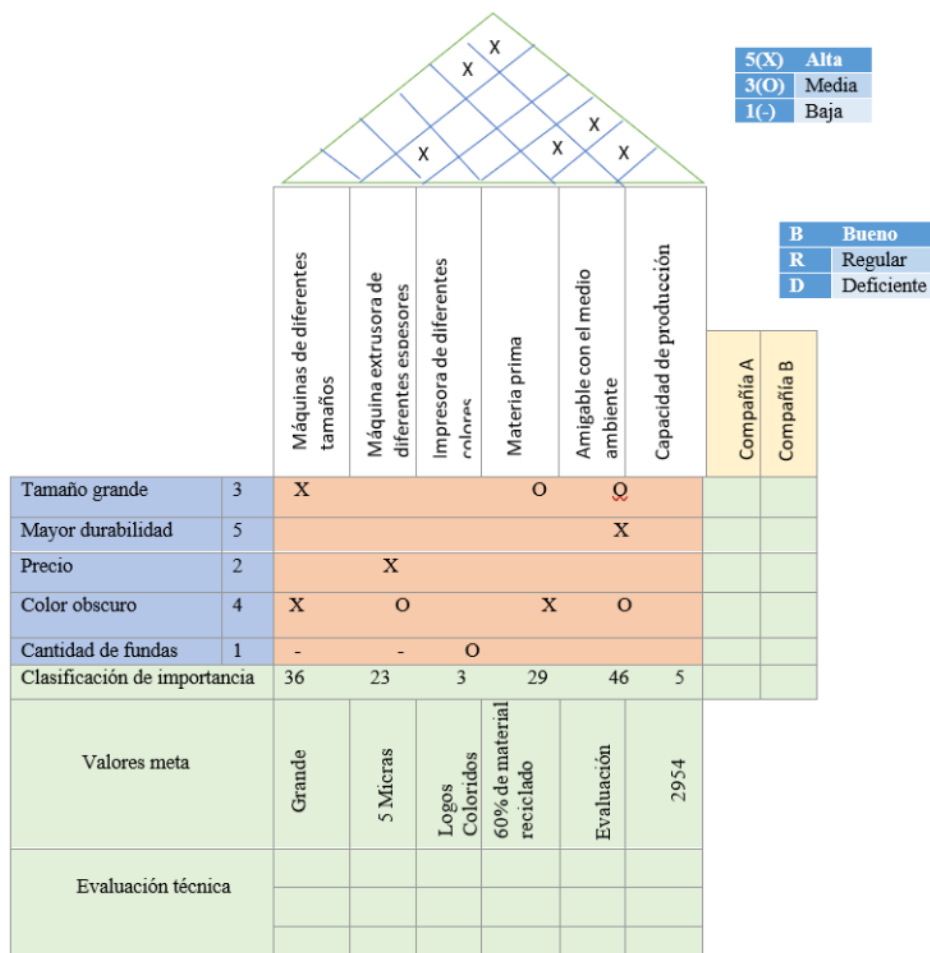 X
X
X
X
X
X
5(X) Alta
3(O) Media
1(-) Baja
B Bueno
R Regular
D Deficiente
Máquinas de diferentes
tamaños
Máquina extrusora de
diferentes espesores
Impresora de diferentes
colores
Materia prima
Amigable con el medio
ambiente
Capacidad de producción
Compañía A
Compañía B
Tamaño grande 3 X O O
Mayor durabilidad 5 X
Precio 2 X
Color obscuro 4 X O X O
Cantidad de fundas 1 - - O
Clasificación de importancia 36 23 3 29 46 5
Valores meta
Grande
5 Micras
Logos
Coloridos
60% de material
reciclado
Evaluación
2954
Evaluación técnica